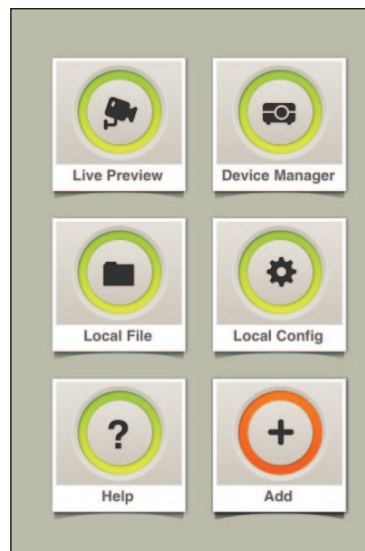 Live Preview
Device Manager
Local File
Local Config
?
Help
Add